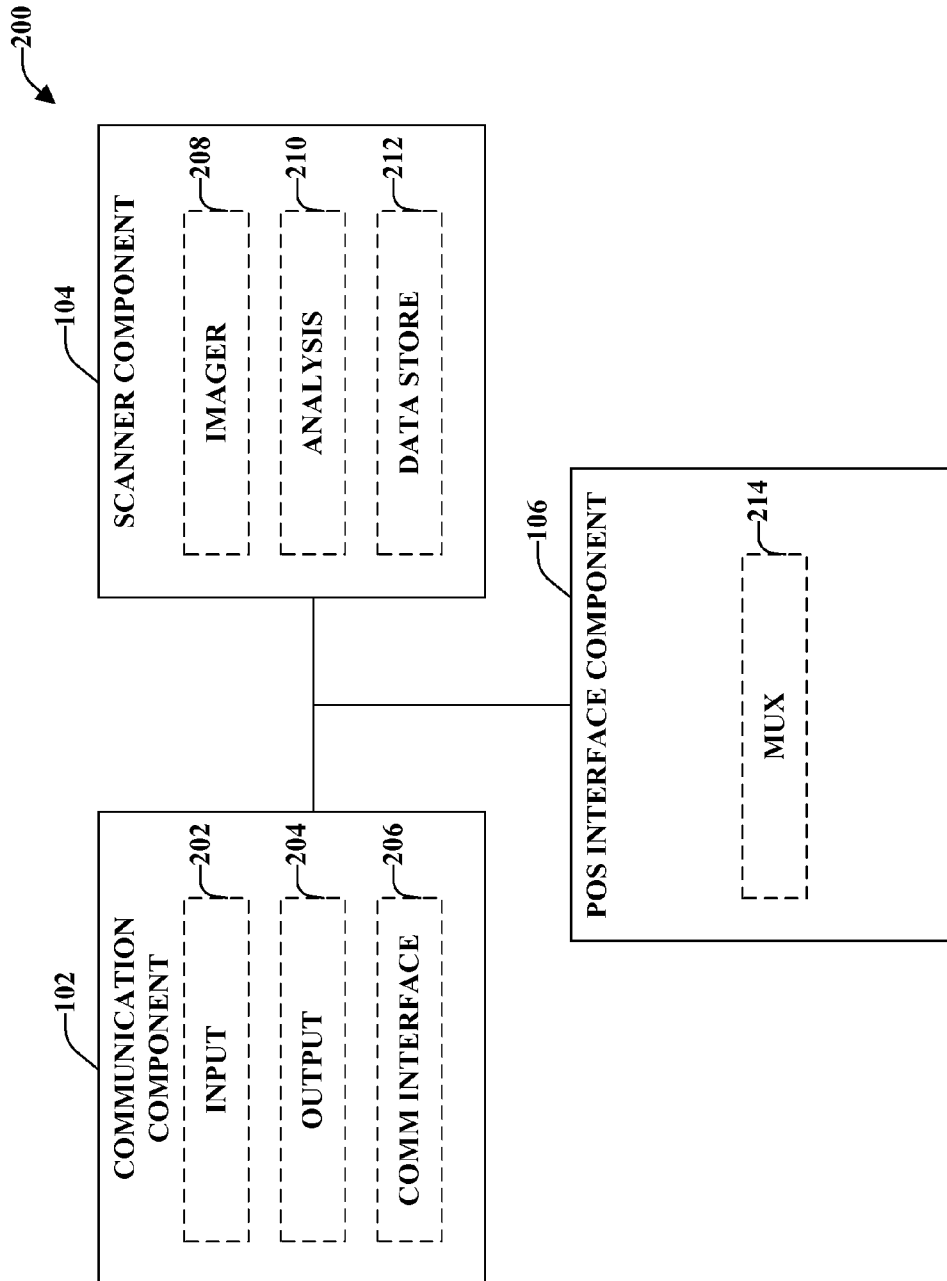 200
102
COMMUNICATION
COMPONENT
INPUT
202
OUTPUT
204
COMM INTERFACE
206
104
SCANNER COMPONENT
IMAGER
208
ANALYSIS
210
DATA STORE
212
106
POS INTERFACE COMPONENT
MUX
214